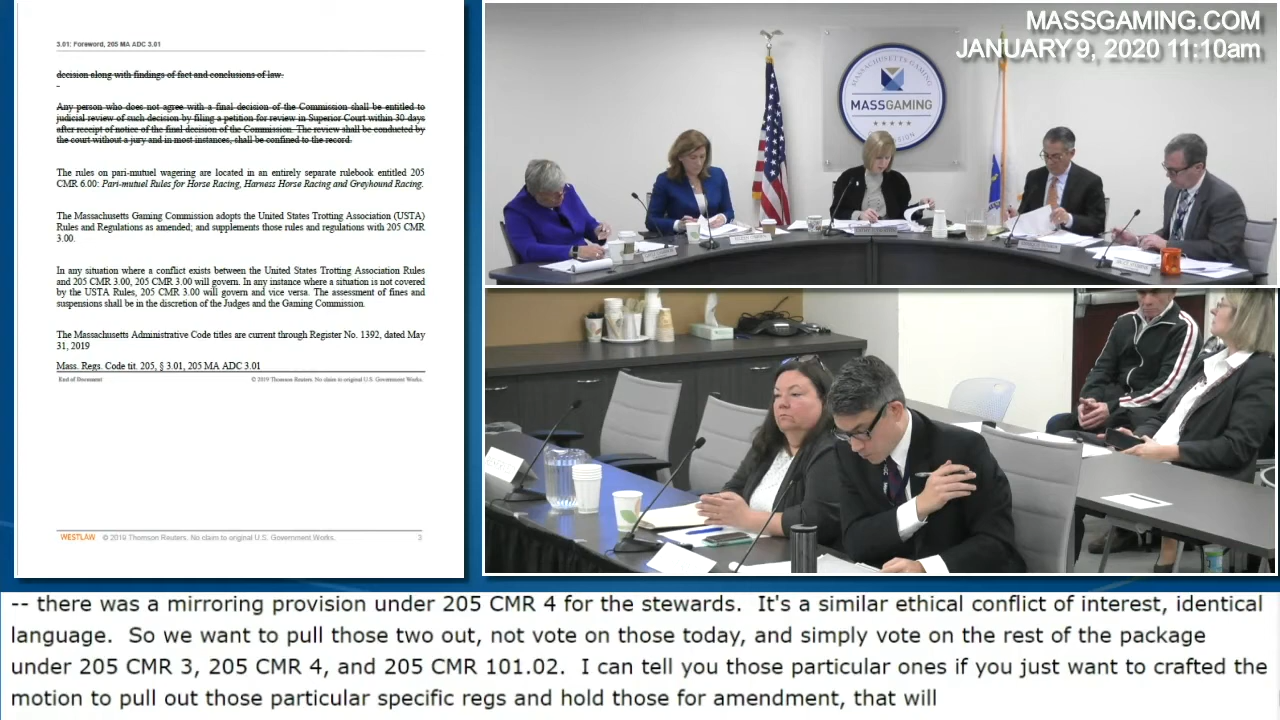 3.01: Foreword, 205 MA ADC 3.01
decision along with findings of fact and conclusions of law.
Any person who does not agree with a final decision of the Commission shall be entitled to
judicial review of such decision by filing a petition for review in Superior Court within 30 days
after receipt of notice of the final decision of the Commission. The review shall be conducted by
the court without a jury and in most instances, shall be confined to the record.
The rules on pari-mutuel wagering are located in an entirely separate rulebook entitled 205
CMR 6.00: Pari-mutuel Rules for Horse Racing, Harness Horse Racing and Greyhound Racing.
The Massachusetts Gaming Commission adopts the United States Trotting Association (USTA)
Rules and Regulations as amended; and supplements those rules and regulations with 205 CMR
3.00.
In any situation where a conflict exists between the United States Trotting Association Rules
and 205 CMR 3.00, 205 CMR 3.00 will govern. In any instance where a situation is not covered
by the USTA Rules, 205 CMR 3.00 will govern and vice versa. The assessment of fines and
suspensions shall be in the discretion of the Judges and the Gaming Commission.
The Massachusetts Administrative Code titles are current through Register No. 1392, dated May
31, 2019
Mass. Regs. Code tit. 205, § 3.01, 205 MA ADC 3.01
End of Document © 2019 Thomson Reuters. No claim to original U.S. Government Works.
WESTLAW © 2019 Thomson Reuters. No claim to original U.S. Government Works. 3
MASSGAMING.COM
JANUARY 9, 2020 11:10am
MASSACHUSETTS GAMING
MASSGAMING
-- there was a mirroring provision under 205 CMR 4 for the stewards. It's a similar ethical conflict of interest, identical
language. So we want to pull those two out, not vote on those today, and simply vote on the rest of the package
under 205 CMR 3, 205 CMR 4, and 205 CMR 101.02. I can tell you those particular ones if you just want to crafted the
motion to pull out those particular specific regs and hold those for amendment, that will